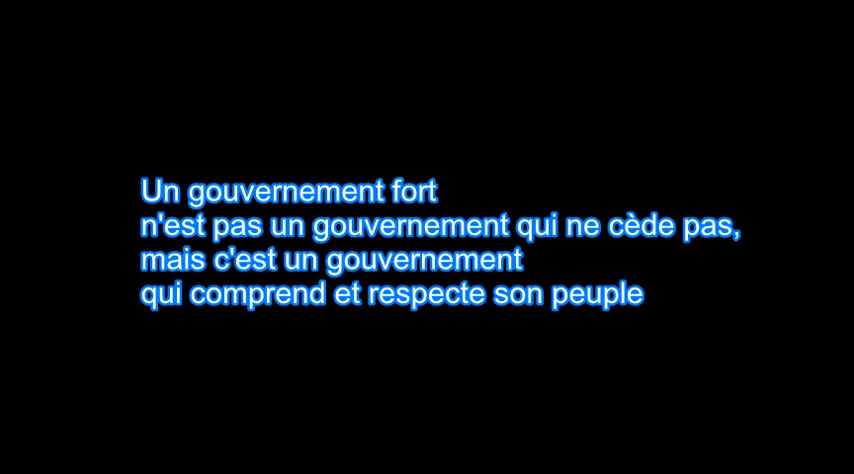 Un gouvernement fort
n'est pas un gouvernement qui ne cède pas,
mais c'est un gouvernement
qui comprend et respecte son peuple